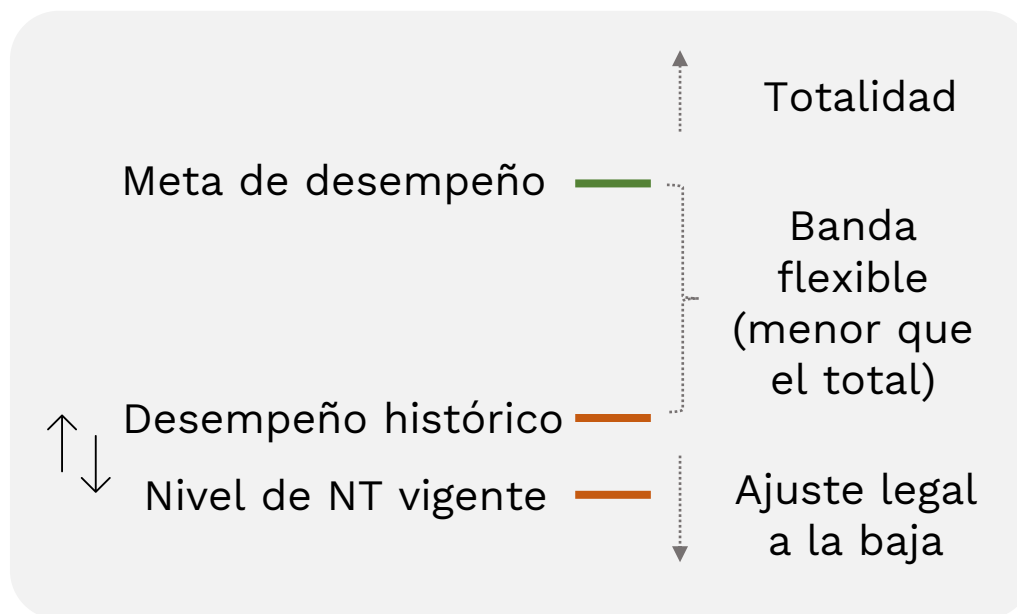 Totalidad
Meta de desempeño
Banda
flexible
(menor que
el total)
Desempeño histórico
Nivel de NT vigente
Ajuste legal
a la baja